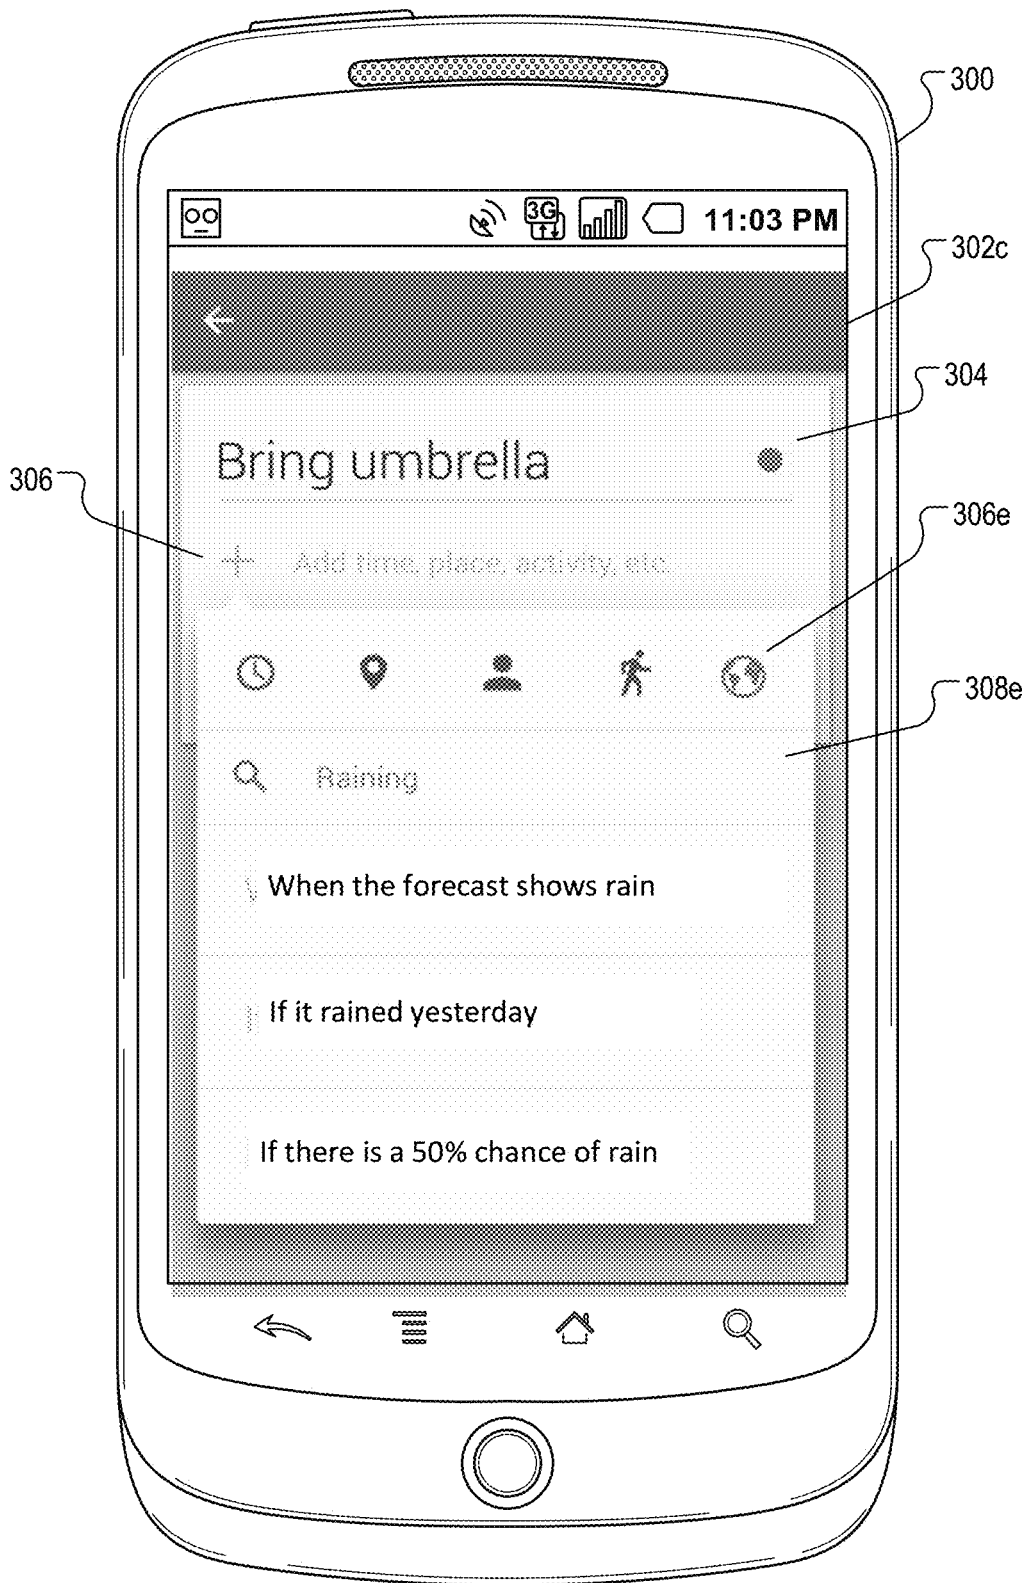 300
3G
11:03 PM
302c
304
Bring umbrella
306
306e
Add time, place, activity, etc.
308e
Raining
When the forecast shows rain
If it rained yesterday
If there is a 50% chance of rain